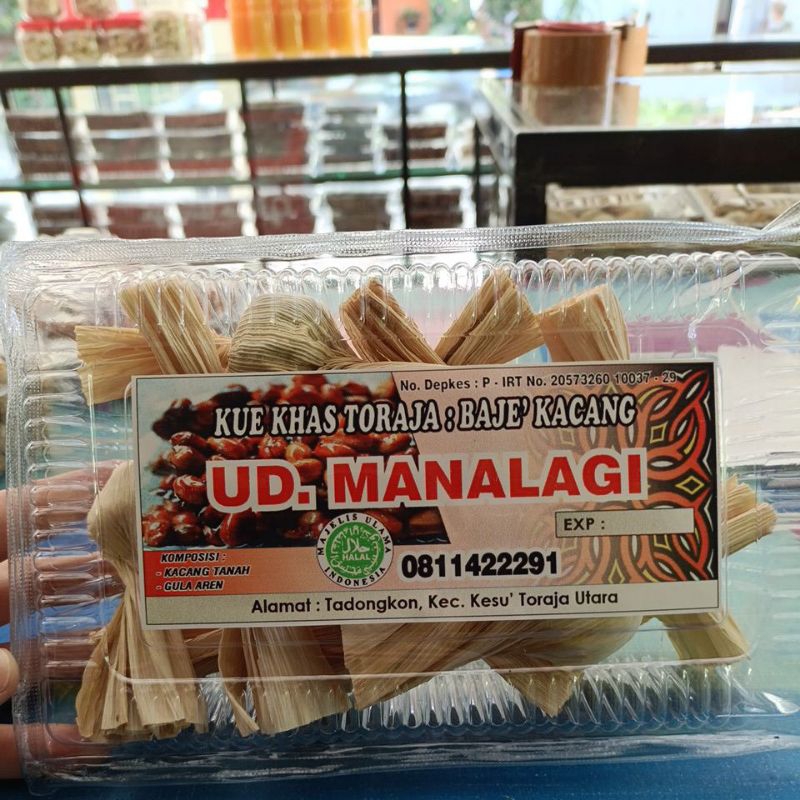 No. Depkes : P - IRT No. 20573260 10037 - 29
KUE KHAS TORAJA : BAJE' KACANG
UD. MANALAGI
EXP :
KOMPOSISI :
- KACANG TANAH
- GULA AREN
MAJELIS ULAMA
حلال
HALAL
INDONESIA
0811422291
Alamat : Tadongkon, Kec. Kesu' Toraja Utara